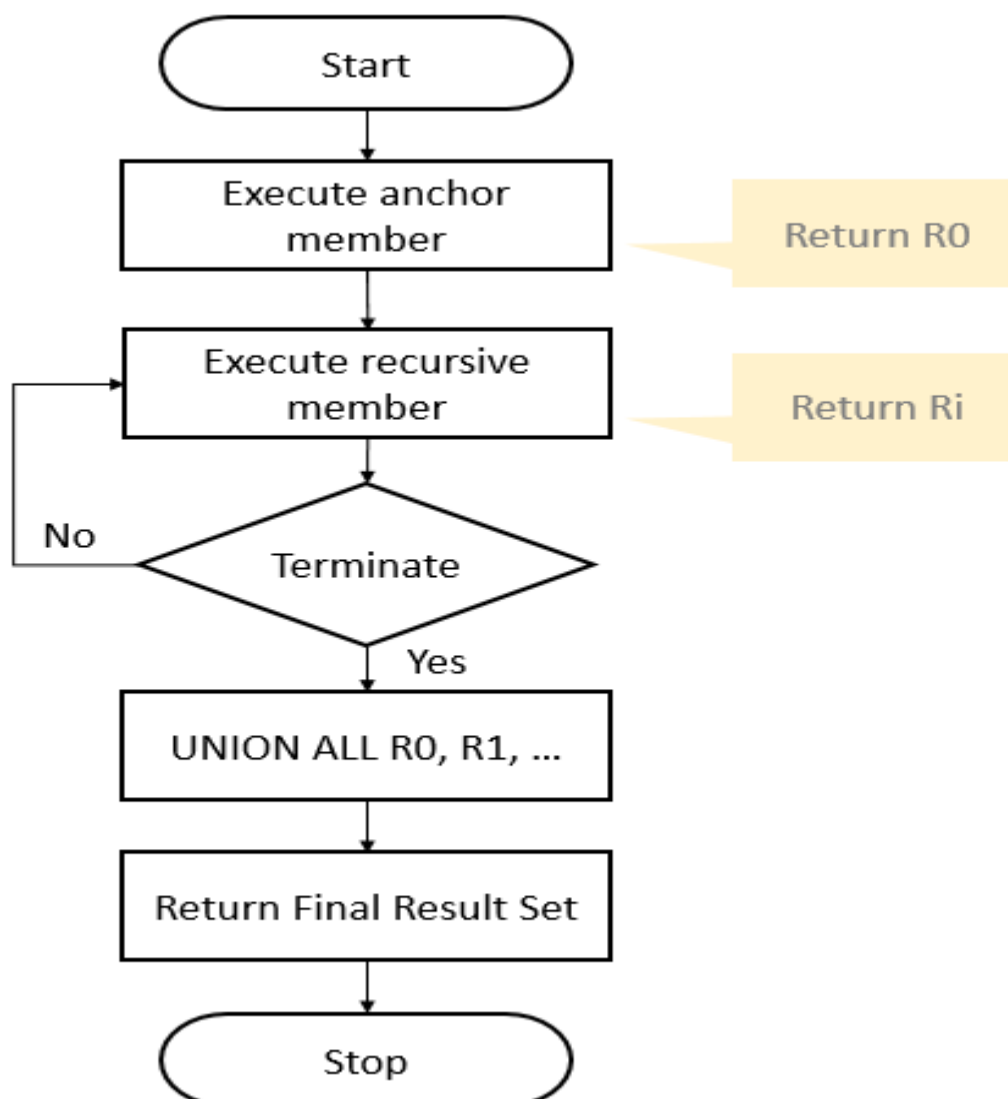 Start
Execute anchor
member
Return R0
Execute recursive
member
Return Ri
No
Terminate
Yes
UNION ALL R0, R1, ...
Return Final Result Set
Stop